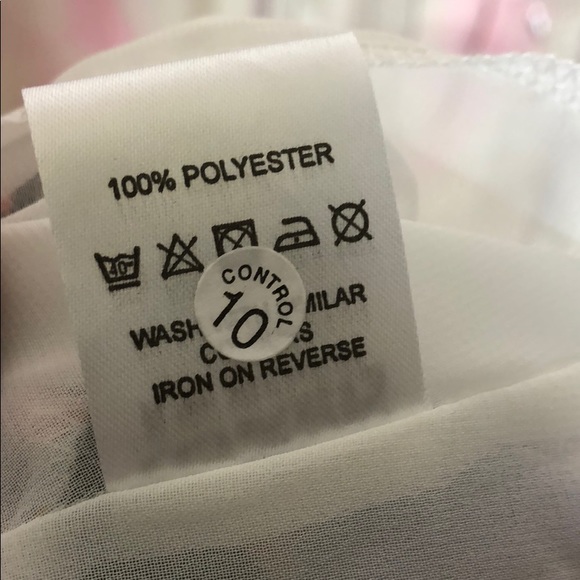 100% POLYESTER
40°
CONTROL
10
WASH
IRON ON REVERSE